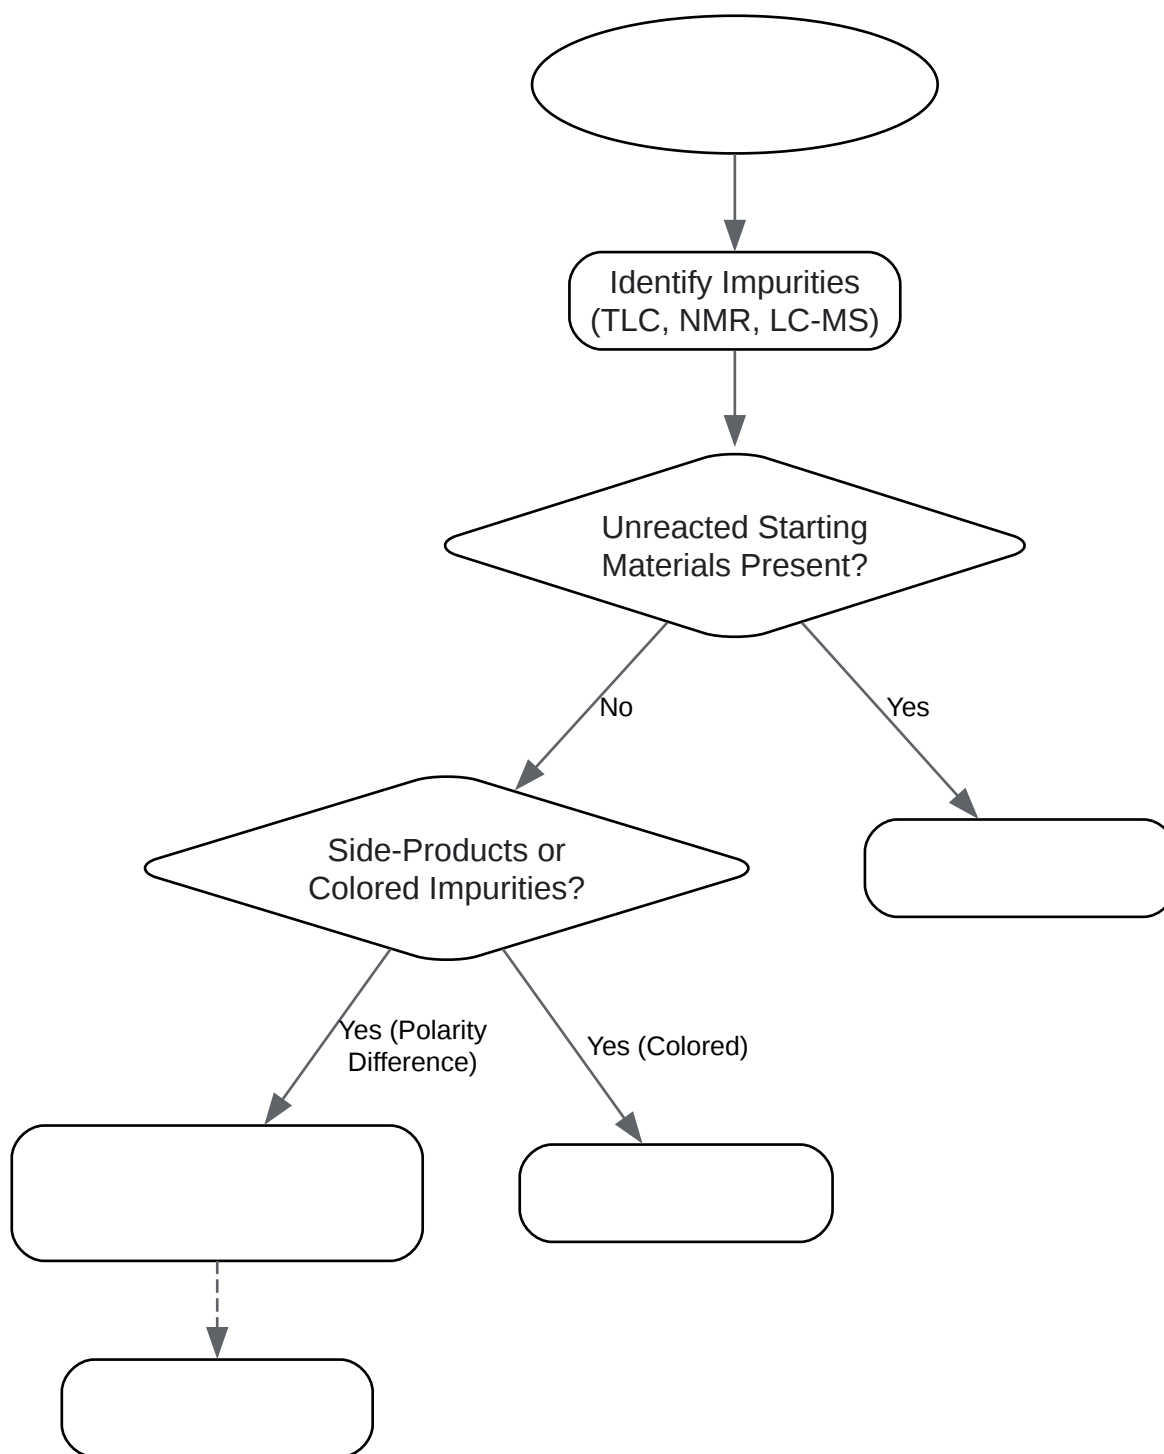 Identify Impurities
(TLC, NMR, LC-MS)
Unreacted Starting
Materials Present?
No
Yes
Side-Products or
Colored Impurities?
Yes (Polarity
Difference)
Yes (Colored)